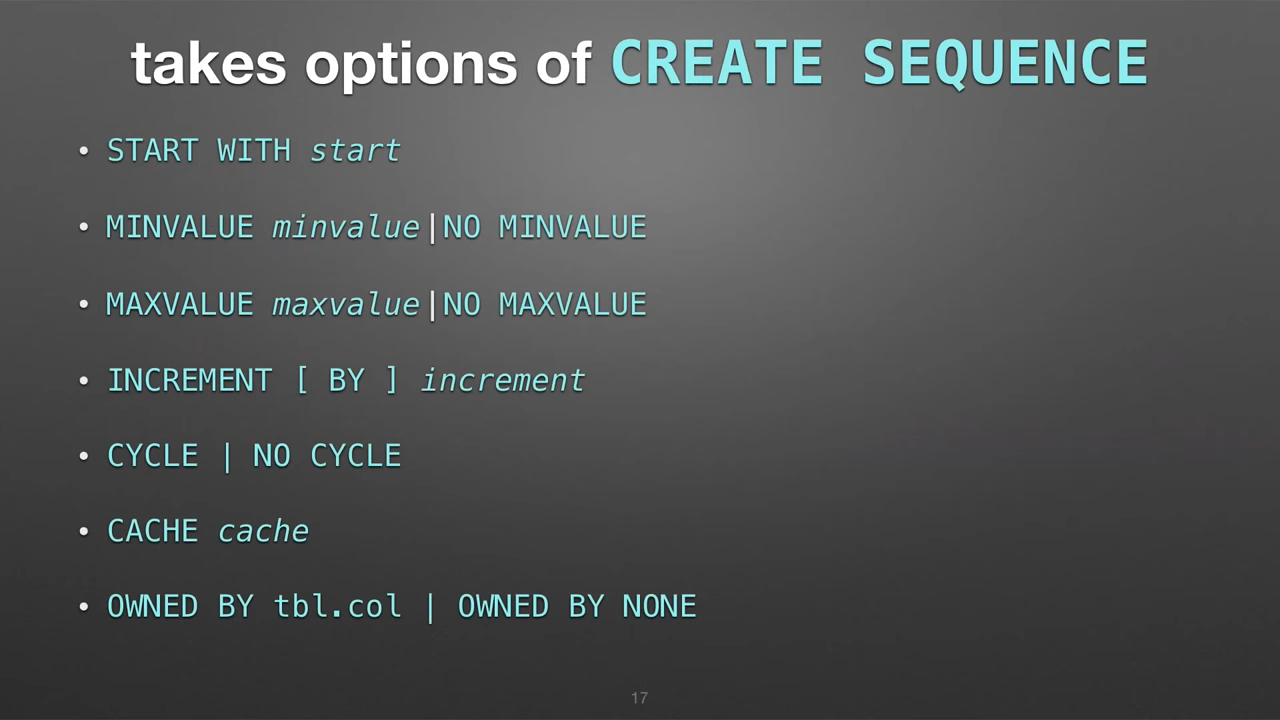 takes options of CREATE SEQUENCE
• START WITH start
• MINVALUE minvalue|NO MINVALUE
• MAXVALUE maxvalue|NO MAXVALUE
• INCREMENT [ BY ] increment
• CYCLE | NO CYCLE
• CACHE cache
• OWNED BY tbl.col | OWNED BY NONE
17